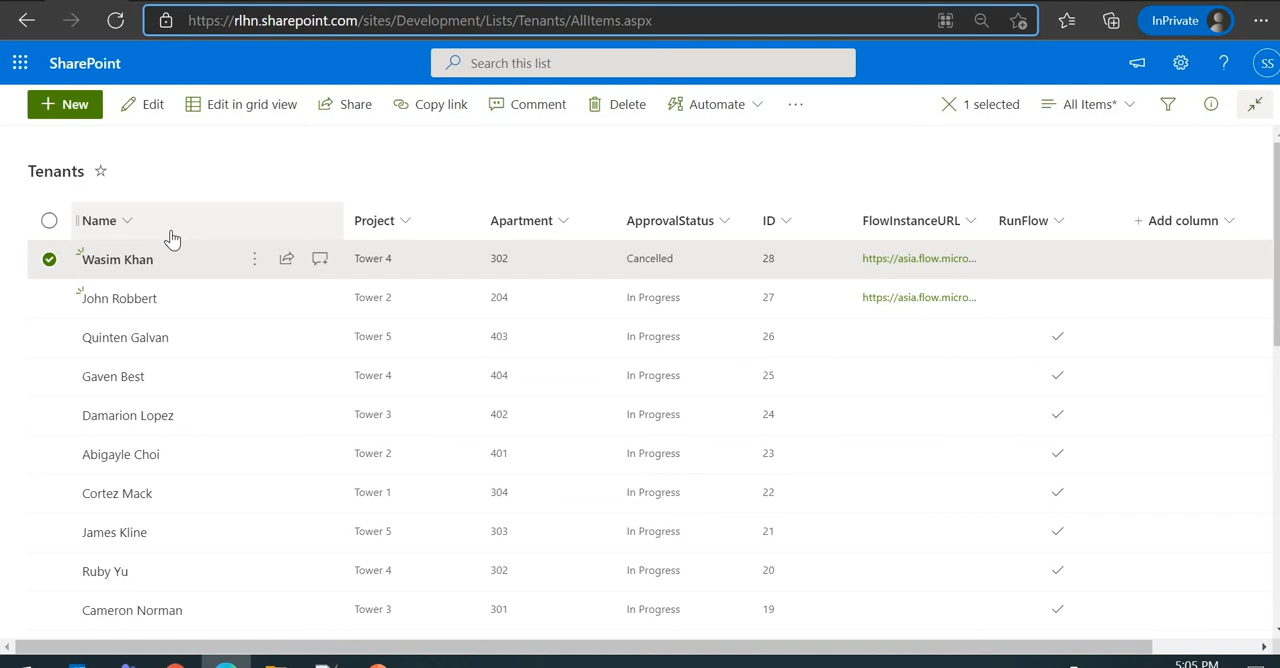 https://rlhn.sharepoint.com/sites/Development/Lists/Tenants/AllItems.aspx
InPrivate
SharePoint
Search this list
?
SS
+ New
Edit
Edit in grid view
Share
Copy link
Comment
Delete
Automate
...
1 selected
All Items*
Tenants
Name Project Apartment ApprovalStatus ID FlowInstanceURL RunFlow + Add column
Wasim Khan Tower 4 302 Cancelled 28 https://asia.flow.micro...
John Robbert Tower 2 204 In Progress 27 https://asia.flow.micro...
Quinten Galvan Tower 5 403 In Progress 26
Gaven Best Tower 4 404 In Progress 25
Damarion Lopez Tower 3 402 In Progress 24
Abigayle Choi Tower 2 401 In Progress 23
Cortez Mack Tower 1 304 In Progress 22
James Kline Tower 5 303 In Progress 21
Ruby Yu Tower 4 302 In Progress 20
Cameron Norman Tower 3 301 In Progress 19
5:05 PM